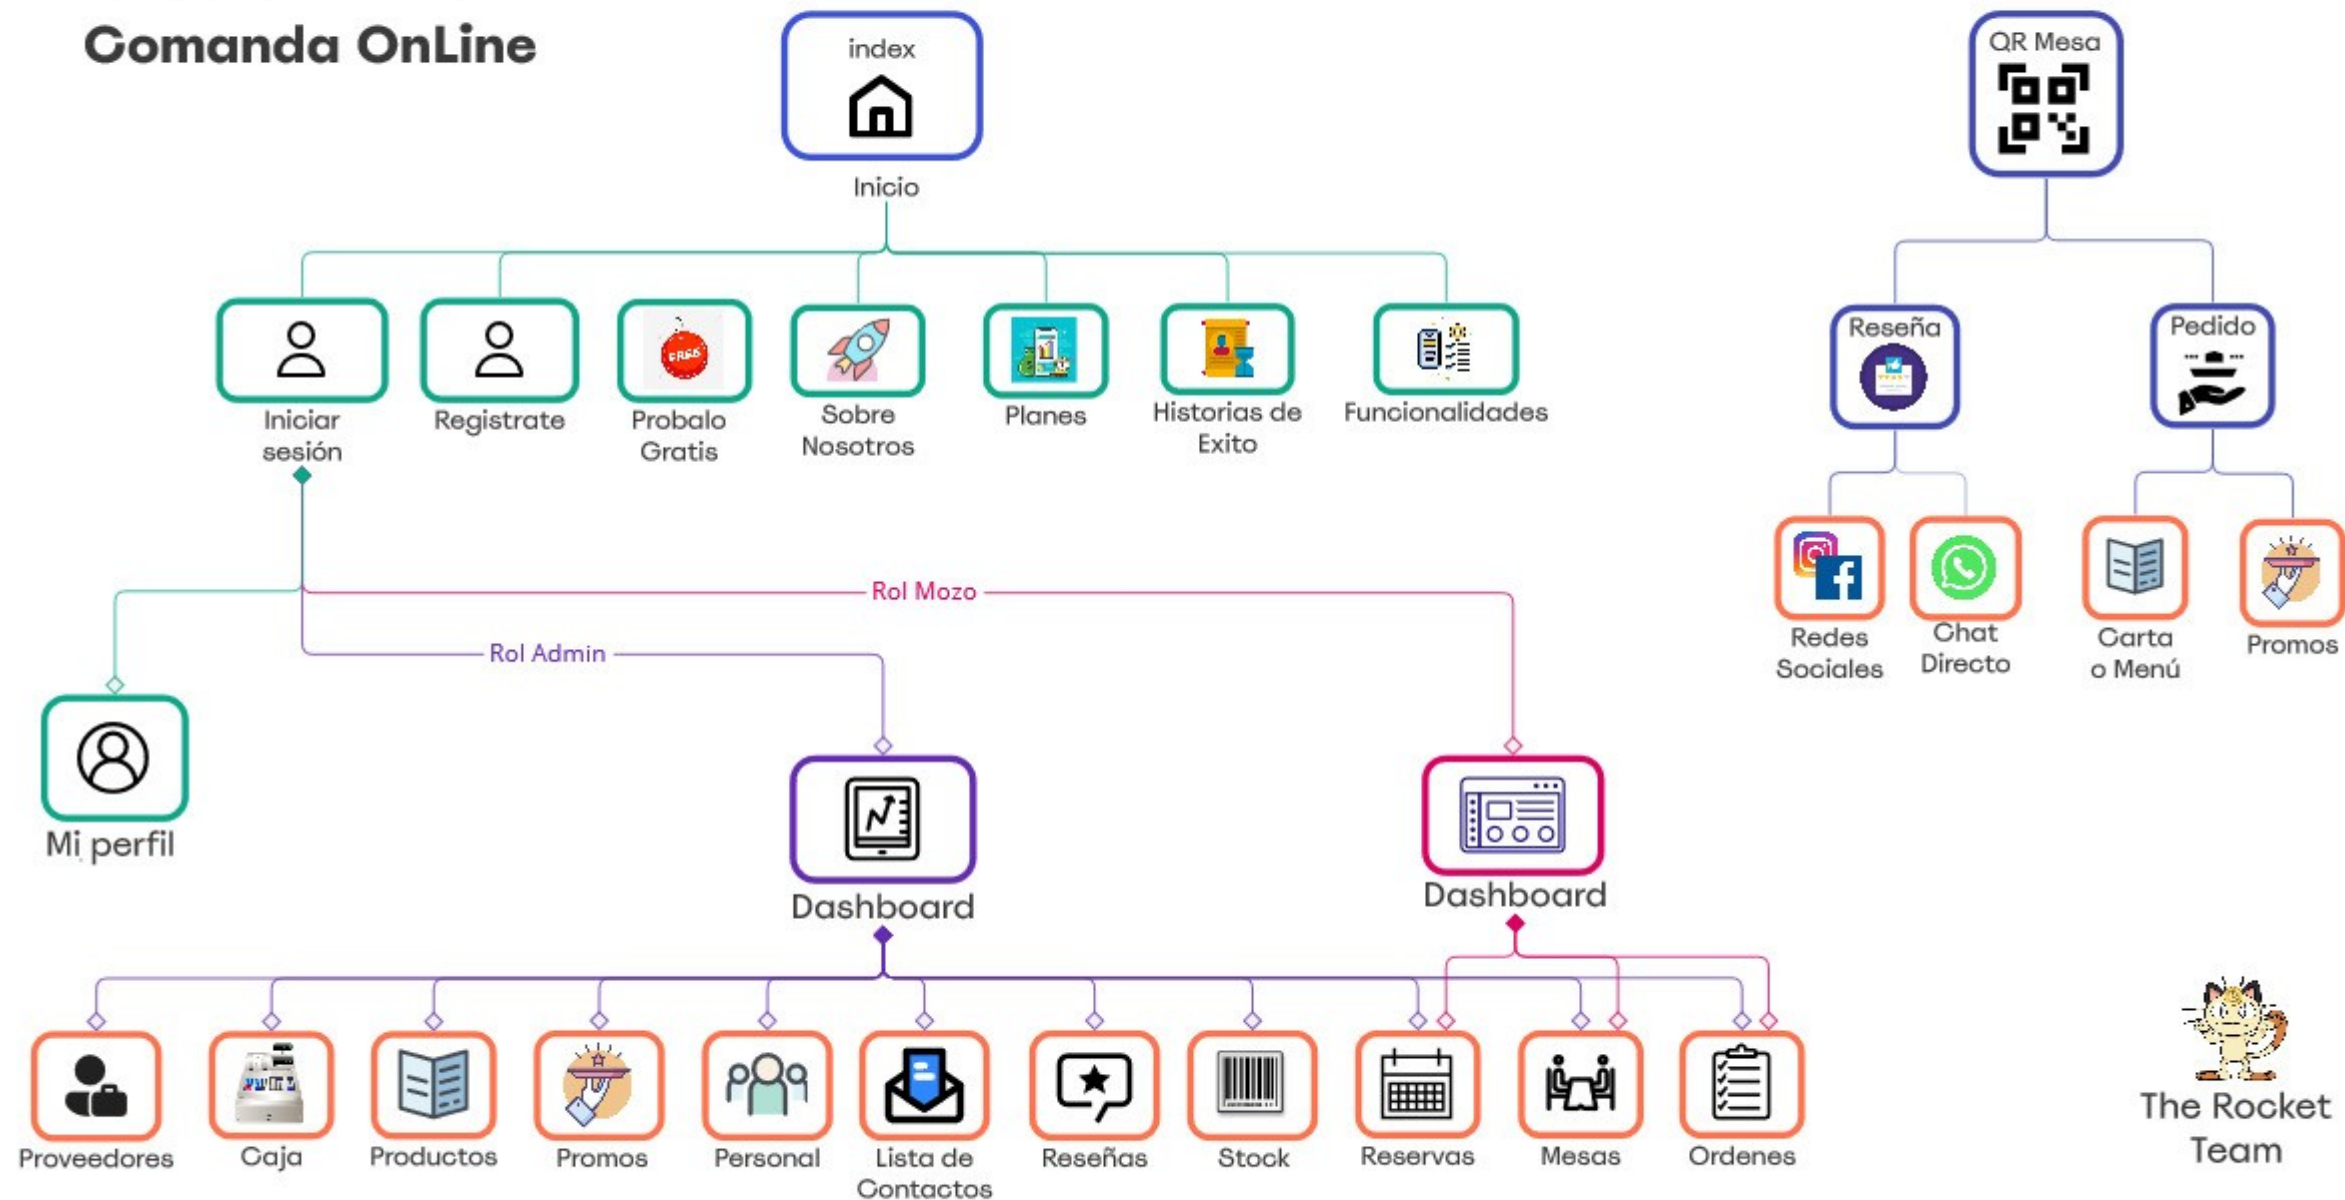 Comanda OnLine
index
Inicio
QR Mesa
Iniciar
sesión
Registrate
FREE
Probalo
Gratis
Sobre
Nosotros
Planes
Historias de
Exito
Funcionalidades
Reseña
Pedido
Redes
Sociales
Chat
Directo
Carta
o Menú
Promos
Rol Mozo
Rol Admin
Mi perfil
Dashboard
Dashboard
Proveedores
Caja
Productos
Promos
Personal
Lista de
Contactos
Reseñas
Stock
Reservas
Mesas
Ordenes
The Rocket
Team